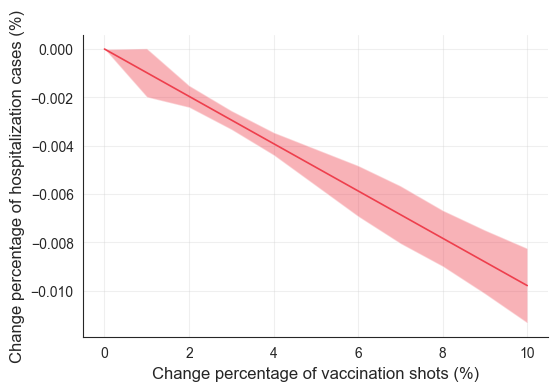 Change percentage of hospitalization cases (%)
0.000
−0.002
−0.004
−0.006
−0.008
−0.010
0 2 4 6 8 10
Change percentage of vaccination shots (%)